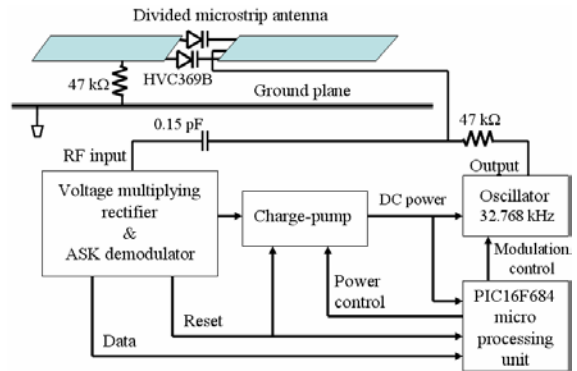 Divided microstrip antenna
HVC369B
47 kΩ
Ground plane
0.15 pF
47 kΩ
RF input
Output
Voltage multiplying
rectifier
&
ASK demodulator
Charge-pump
DC power
Oscillator
32.768 kHz
Modulation
control
Power
control
PIC16F684
micro
processing
unit
Reset
Data